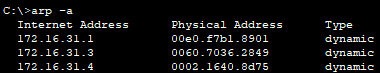 C:\>arp -a
Internet Address Physical Address Type
172.16.31.1 00e0.f7b1.8901 dynamic
172.16.31.3 0060.7036.2849 dynamic
172.16.31.4 0002.1640.8d75 dynamic